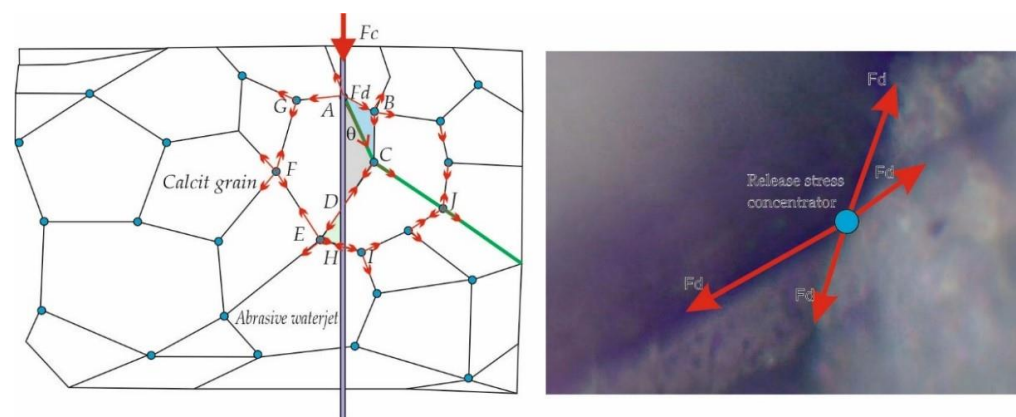 Fc
Fd
A
B
G
θ
C
Calcit grain
F
D
J
E
H
I
Abrasive waterjet
Fd
Fd
Release stress
concentrator
Fd
Fd